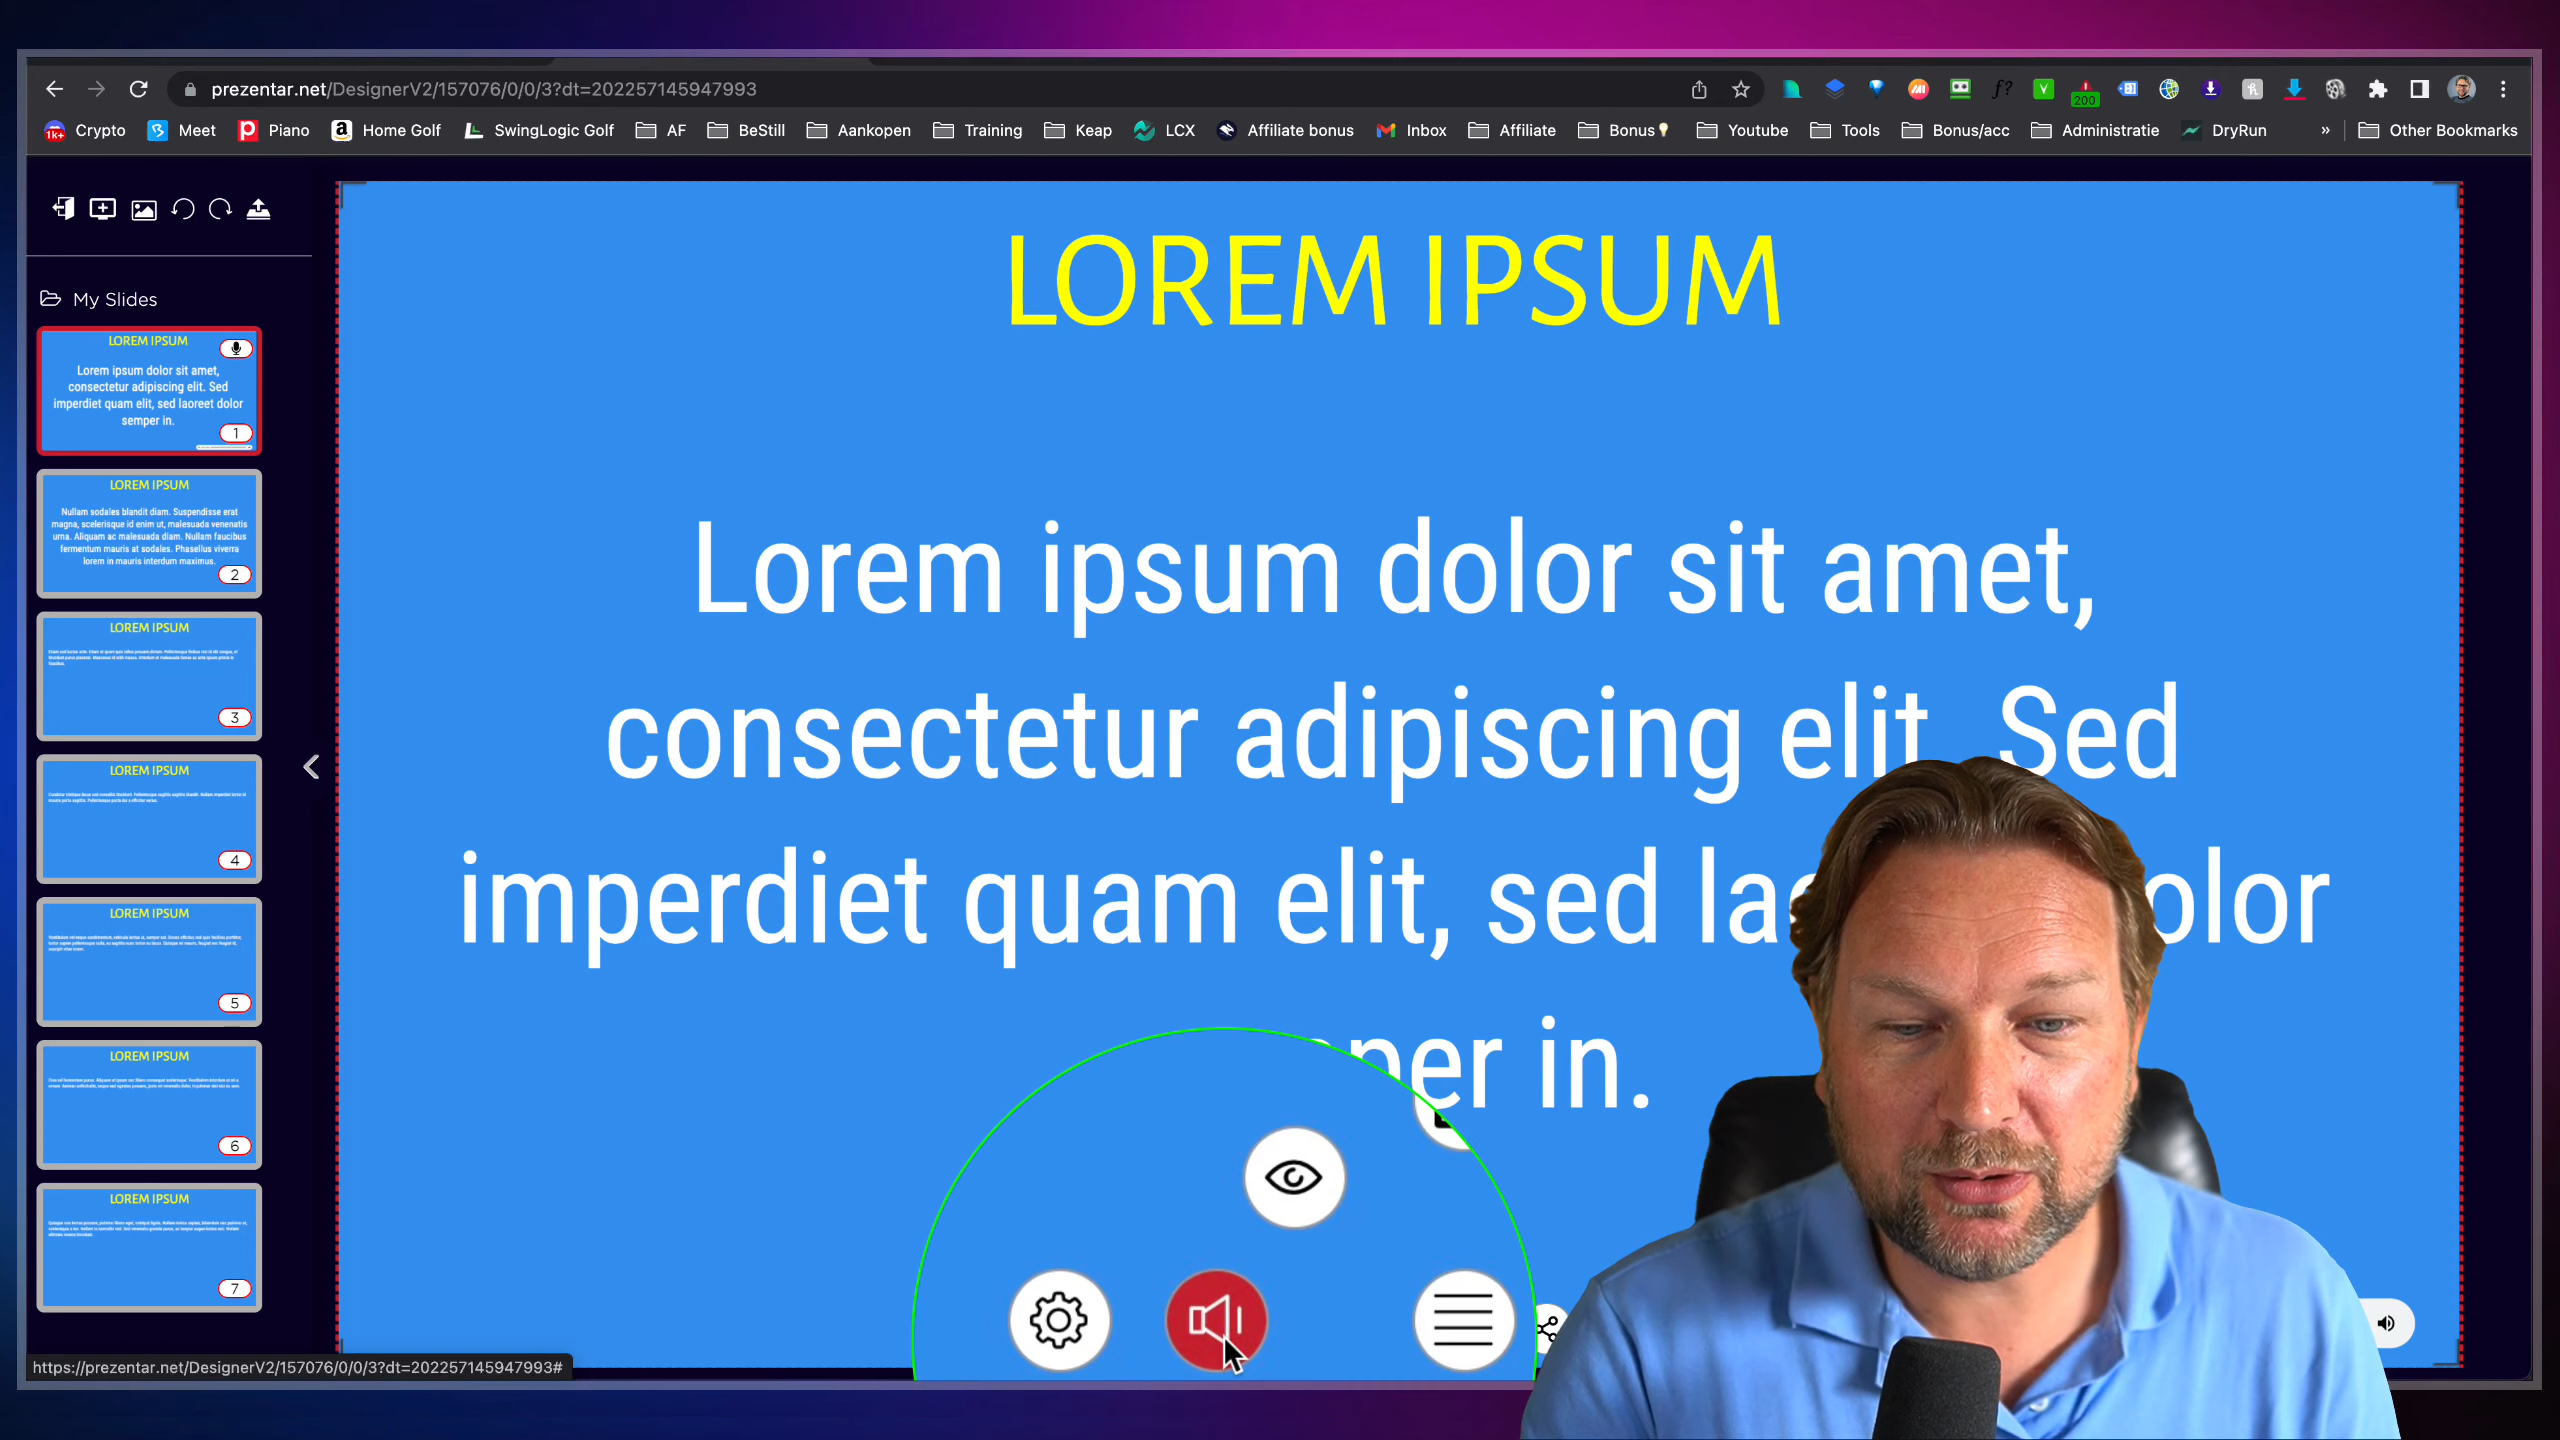 prezentar.net/DesignerV2/157076/0/0/3?dt=202257145947993
200
1K+ Crypto Meet Piano Home Golf SwingLogic Golf AF BeStill Aankopen Training Keap LCX Affiliate bonus Inbox Affiliate Bonus Youtube Tools Bonus/acc Administratie DryRun » Other Bookmarks
My Slides
LOREM IPSUM
Lorem ipsum dolor sit amet,
consectetur adipiscing elit. Sed
imperdiet quam elit, sed laoreet dolor
semper in.
1
LOREM IPSUM
Nullam sodales blandit diam. Suspendisse erat
magna, scelerisque id enim ut, malesuada venenatis
urna. Aliquam ac malesuada diam. Nullam faucibus
fermentum mauris at sodales. Phasellus viverra
lorem in mauris interdum maximus.
2
LOREM IPSUM
3
LOREM IPSUM
4
LOREM IPSUM
5
LOREM IPSUM
6
LOREM IPSUM
7
LOREM IPSUM
Lorem ipsum dolor sit amet,
consectetur adipiscing elit. Sed
imperdiet quam elit, sed la olor
per in.
https://prezentar.net/DesignerV2/157076/0/0/3?dt=202257145947993#